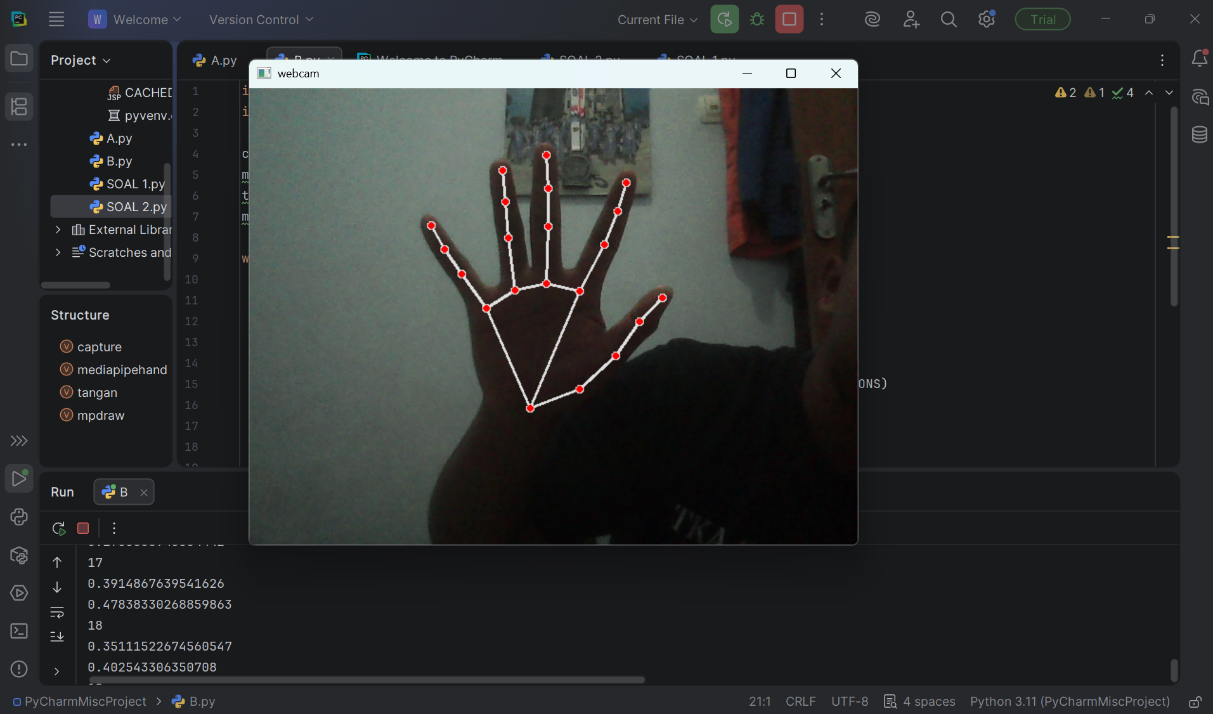 W Welcome Version Control Current File Trial
Project A.py
CACHED
pyvenv.
A.py
B.py
SOAL 1.py
SOAL 2.py
External Librar
Scratches and
Structure
capture
mediapipehand
tangan
mpdraw
webcam
1
2
3
4
5
6
7
8
9
10
11
12
13
14
15
16
17
18
2 1 4
ONS)
TKA
Run B
17
0.3914867639541626
0.47838330268859863
18
0.35111522674560547
0.402543306350708
PyCharmMiscProject B.py 21:1 CRLF UTF-8 4 spaces Python 3.11 (PyCharmMiscProject)